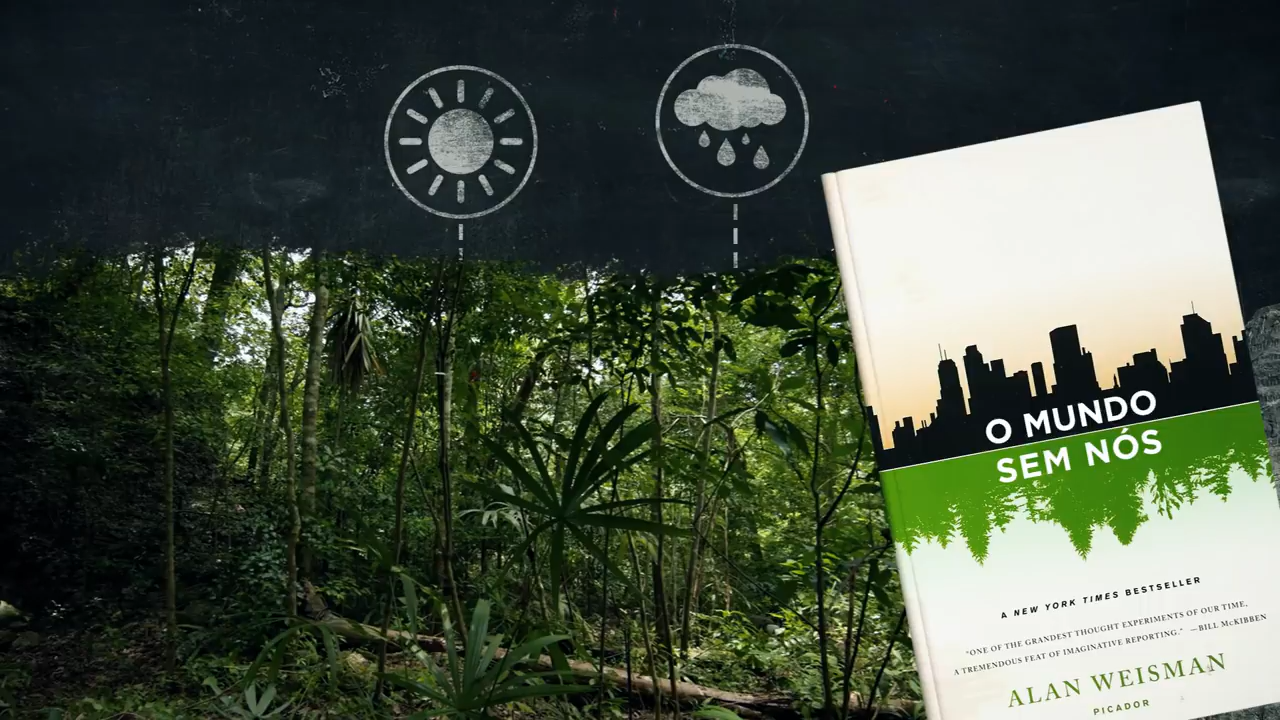 O MUNDO
SEM NÓS
A NEW YORK TIMES BESTSELLER
"ONE OF THE GRANDEST THOUGHT EXPERIMENTS OF OUR TIME,
A TREMENDOUS FEAT OF IMAGINATIVE REPORTING." —BILL McKIBBEN
ALAN WEISMAN
PICADOR